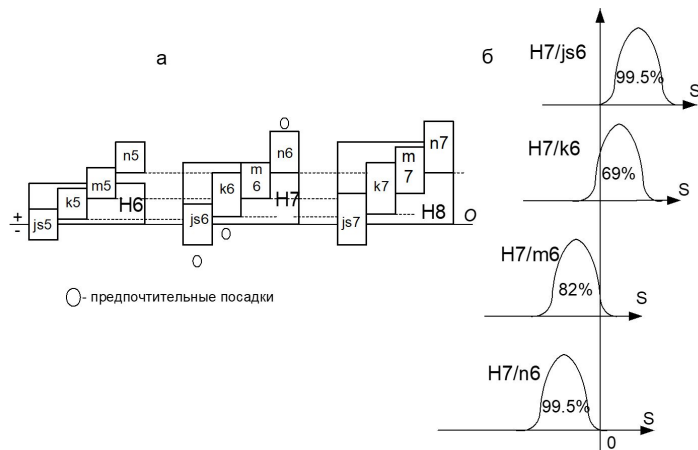 а
б
H7/js6
99.5%
S
H7/k6
69%
S
H7/m6
82%
S
H7/n6
99.5%
S
0
n5
m5
k5
js5
H6
n6
m
6
k6
js6
H7
n7
m
7
k7
js7
H8
+
-
O
- предпочтительные посадки